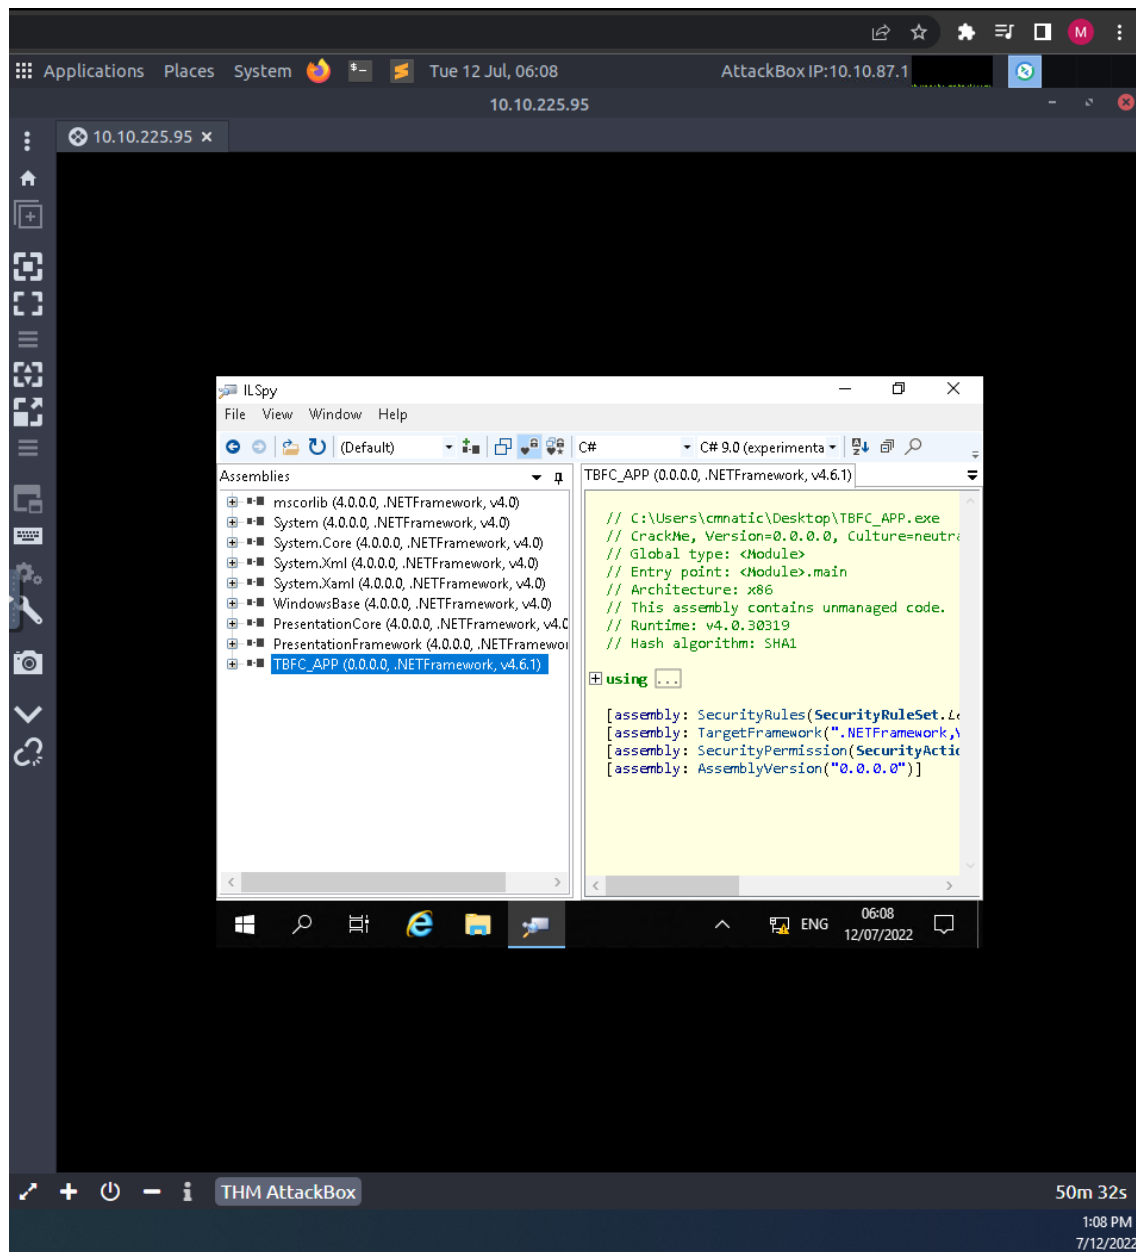 M
Applications Places System Tue 12 Jul, 06:08 AttackBox IP:10.10.87.1
10.10.225.95
10.10.225.95 ×
ILSpy
File View Window Help
(Default) C# C# 9.0 (experimenta
Assemblies
TBFC_APP (0.0.0.0, .NETFramework, v4.6.1)
mscorlib (4.0.0.0, .NETFramework, v4.0)
System (4.0.0.0, .NETFramework, v4.0)
System.Core (4.0.0.0, .NETFramework, v4.0)
System.Xml (4.0.0.0, .NETFramework, v4.0)
System.Xaml (4.0.0.0, .NETFramework, v4.0)
WindowsBase (4.0.0.0, .NETFramework, v4.0)
PresentationCore (4.0.0.0, .NETFramework, v4.0
PresentationFramework (4.0.0.0, .NETFramewor
TBFC_APP (0.0.0.0, .NETFramework, v4.6.1)
// C:\Users\cmnatic\Desktop\TBFC_APP.exe
// CrackMe, Version=0.0.0.0, Culture=neutra
// Global type: <Module>
// Entry point: <Module>.main
// Architecture: x86
// This assembly contains unmanaged code.
// Runtime: v4.0.30319
// Hash algorithm: SHA1
using ...
[assembly: SecurityRules(SecurityRuleSet.Le
[assembly: TargetFramework(".NETFramework,V
[assembly: SecurityPermission(SecurityActio
[assembly: AssemblyVersion("0.0.0.0")]
ENG
06:08
12/07/2022
THM AttackBox
50m 32s
1:08 PM
7/12/2022